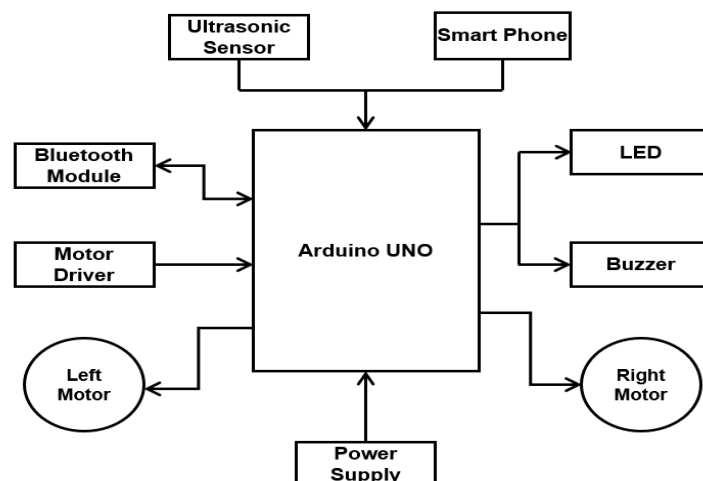 Ultrasonic
Sensor
Smart Phone
Bluetooth
Module
LED
Arduino UNO
Motor
Driver
Buzzer
Left
Motor
Right
Motor
Power
Supply